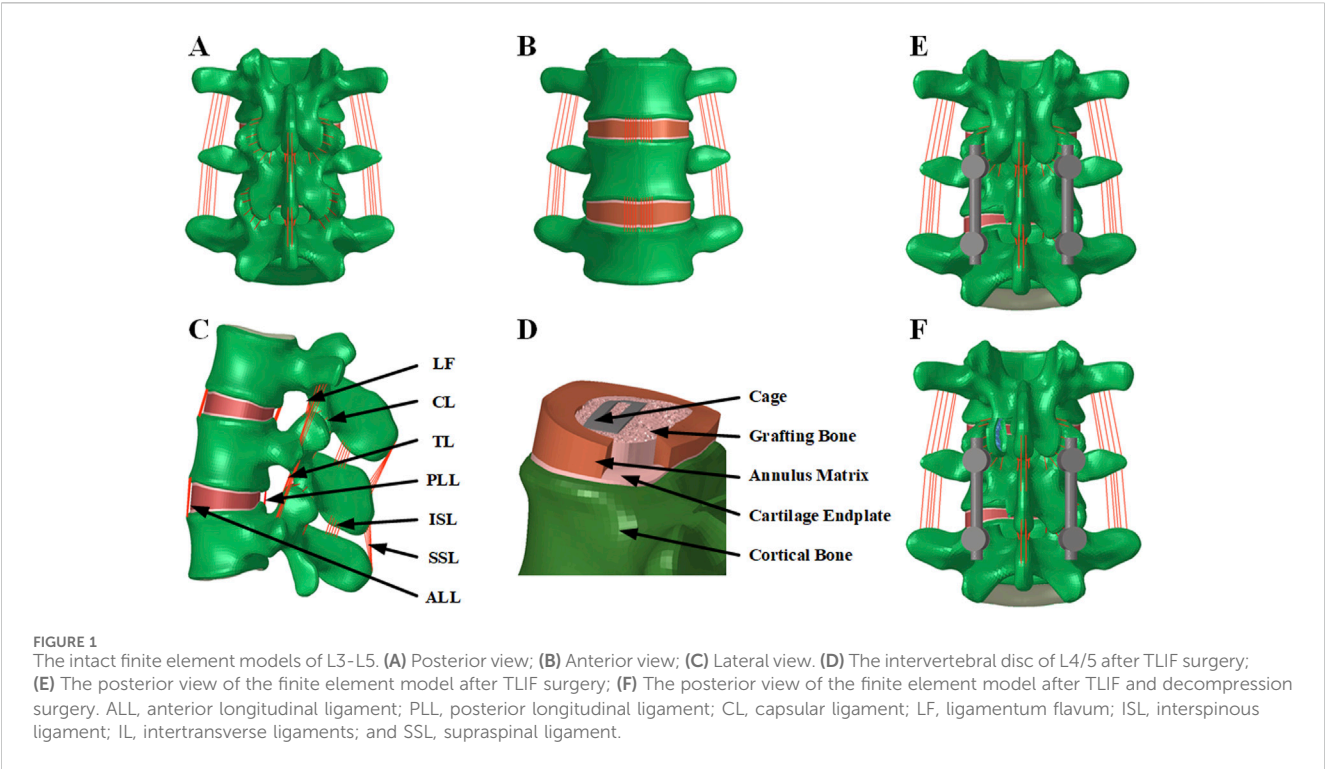 A
B
E
C
LF
CL
TL
PLL
ISL
SSL
ALL
D
Cage
Grafting Bone
Annulus Matrix
Cartilage Endplate
Cortical Bone
F
FIGURE 1
The intact finite element models of L3-L5. (A) Posterior view; (B) Anterior view; (C) Lateral view. (D) The intervertebral disc of L4/5 after TLIF surgery;
(E) The posterior view of the finite element model after TLIF surgery; (F) The posterior view of the finite element model after TLIF and decompression
surgery. ALL, anterior longitudinal ligament; PLL, posterior longitudinal ligament; CL, capsular ligament; LF, ligamentum flavum; ISL, interspinous
ligament; IL, intertransverse ligaments; and SSL, supraspinal ligament.